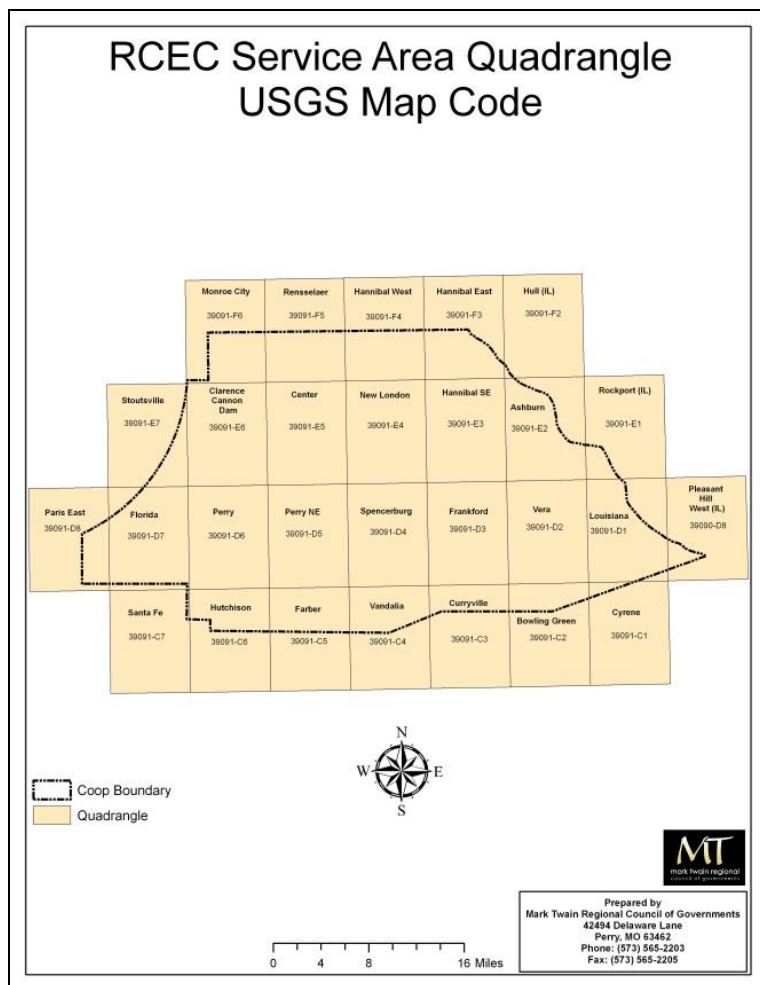 RCEC Service Area Quadrangle
USGS Map Code
Monroe City
39091-F6
Rensselaer
39091-F5
Hannibal West
39091-F4
Hannibal East
39091-F3
Hull (IL)
39091-F2
Stoutsville
39091-E7
Clarence
Cannon
Dam
39091-E6
Center
39091-E5
New London
39091-E4
Hannibal SE
39091-E3
Ashburn
39091-E2
Rockport (IL)
39091-E1
Paris East
39091-D8
Florida
39091-D7
Perry
39091-D6
Perry NE
39091-D5
Spencerburg
39091-D4
Frankford
39091-D3
Vera
39091-D2
Louisiana
39091-D1
Pleasant
Hill
West (IL)
39090-D8
Santa Fe
39091-C7
Hutchison
39091-C6
Farber
39091-C5
Vandalia
39091-C4
Curryville
39091-C3
Bowling Green
39091-C2
Cyrene
39091-C1
N
W
E
S
Coop Boundary
Quadrangle
MT
mark twain regional
council of governments
Prepared by
Mark Twain Regional Council of Governments
42494 Delaware Lane
Perry, MO 63462
Phone: (573) 565-2203
Fax: (573) 565-2205
0 4 8 16 Miles